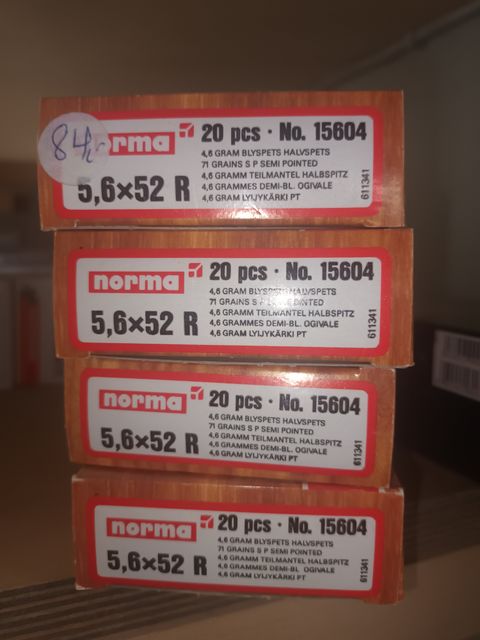 84,-
norma
20 pcs · No. 15604
4,6 GRAM BLYSPETS HALVSPETS
71 GRAINS S P SEMI POINTED
4,6 GRAMM TEILMANTEL HALBSPITZ
4,6 GRAMMES DEMI-BL. OGIVALE
4,6 GRAM LYIJYKÄRKI PT
5,6×52 R
611341
norma
20 pcs · No. 15604
4,6 GRAM BLYSPETS HALVSPETS
71 GRAINS S P SEMI POINTED
4,6 GRAMM TEILMANTEL HALBSPITZ
4,6 GRAMMES DEMI-BL. OGIVALE
4,6 GRAM LYIJYKÄRKI PT
5,6×52 R
611341
norma
20 pcs · No. 15604
4,6 GRAM BLYSPETS HALVSPETS
71 GRAINS S P SEMI POINTED
4,6 GRAMM TEILMANTEL HALBSPITZ
4,6 GRAMMES DEMI-BL. OGIVALE
4,6 GRAM LYIJYKÄRKI PT
5,6×52 R
611341
norma
20 pcs · No. 15604
4,6 GRAM BLYSPETS HALVSPETS
71 GRAINS S P SEMI POINTED
4,6 GRAMM TEILMANTEL HALBSPITZ
4,6 GRAMMES DEMI-BL. OGIVALE
4,6 GRAM LYIJYKÄRKI PT
5,6×52 R
611341